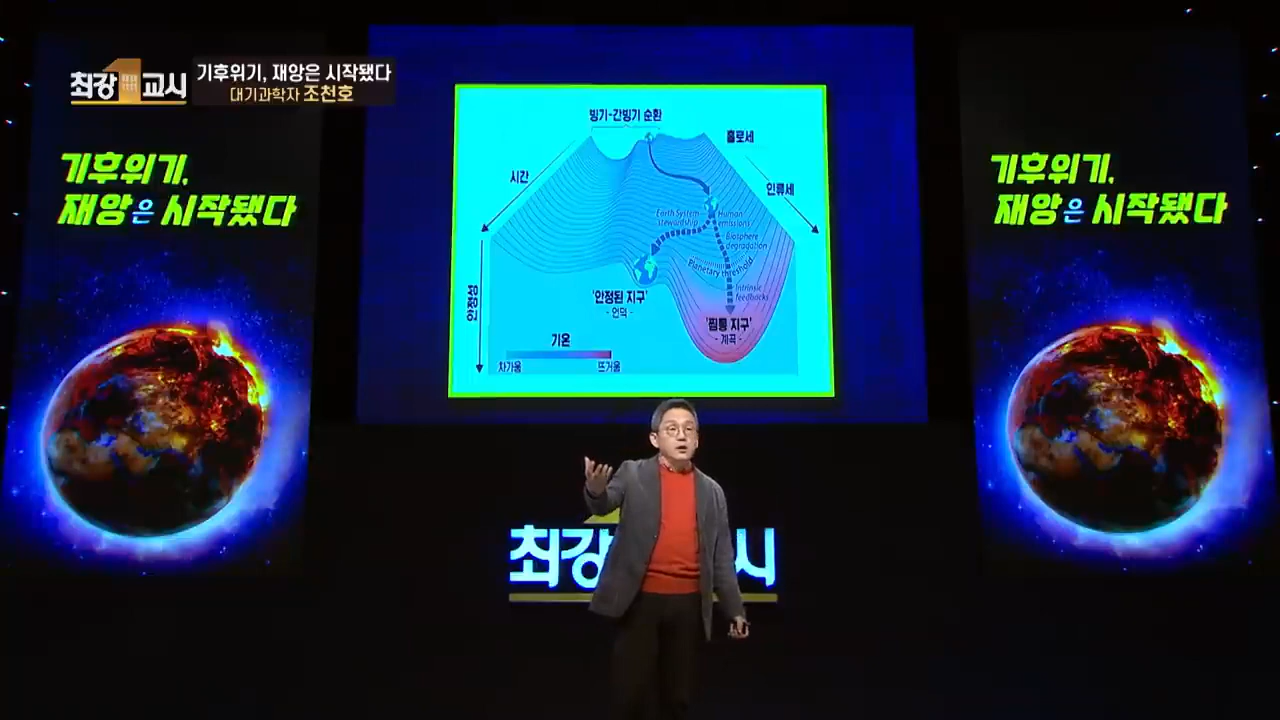 최강1교시
기후위기, 재앙은 시작됐다
대기과학자 조천호
기후위기,
재앙은 시작됐다
빙기-간빙기 순환
홀로세
시간
인류세
Earth System stewardship
Human emissions
Biosphere degradation
Planetary threshold
Intrinsic feedbacks
안정성
'안정된 지구'
- 언덕 -
'찜통 지구'
- 계곡 -
기온
차가움
뜨거움
기후위기,
재앙은 시작됐다
최강
시